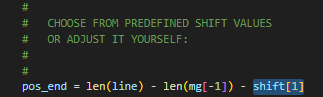 #
#   CHOOSE FROM PREDEFINED SHIFT VALUES
#   OR ADJUST IT YOURSELF:
#
#
pos_end = len(line) - len(mg[-1]) - shift[1]